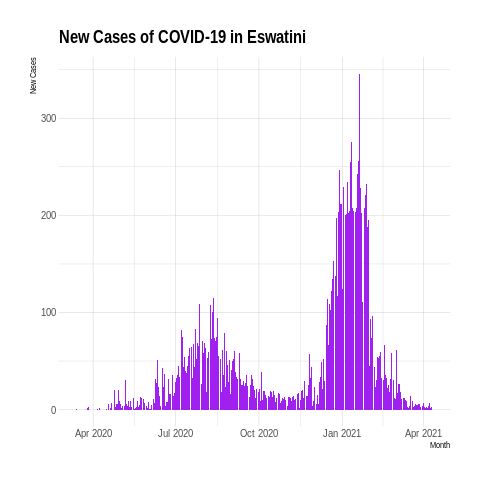 New Cases of COVID-19 in Eswatini
New Cases
300
200
100
0
Apr 2020
Jul 2020
Oct 2020
Jan 2021
Apr 2021
Month